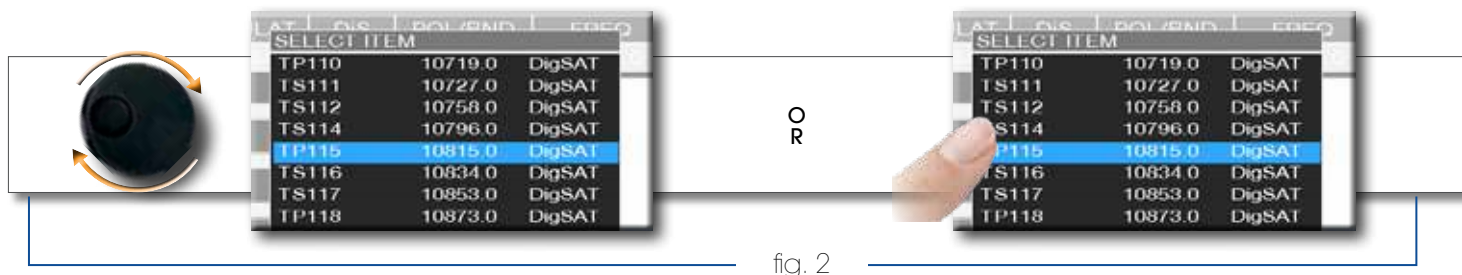 SELECT ITEM
TP110 10719.0 DigSAT
TS111 10727.0 DigSAT
TS112 10758.0 DigSAT
TS114 10796.0 DigSAT
TP115 10815.0 DigSAT
TS116 10834.0 DigSAT
TS117 10853.0 DigSAT
TP118 10873.0 DigSAT
O
R
SELECT ITEM
TP110 10719.0 DigSAT
TS111 10727.0 DigSAT
TS112 10758.0 DigSAT
S114 10796.0 DigSAT
P115 10815.0 DigSAT
TS116 10834.0 DigSAT
TS117 10853.0 DigSAT
TP118 10873.0 DigSAT
fig. 2